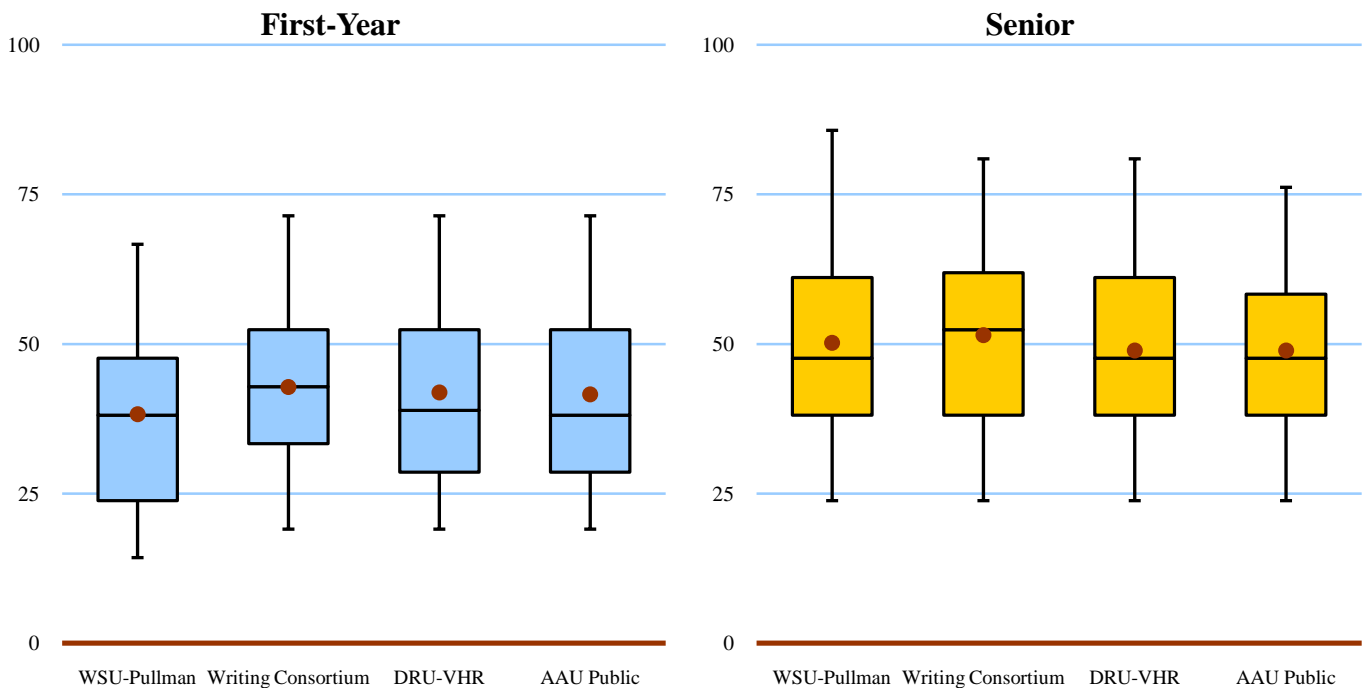 First-Year
100
75
50
25
0
WSU-Pullman Writing Consortium DRU-VHR AAU Public
Senior
100
75
50
25
0
WSU-Pullman Writing Consortium DRU-VHR AAU Public